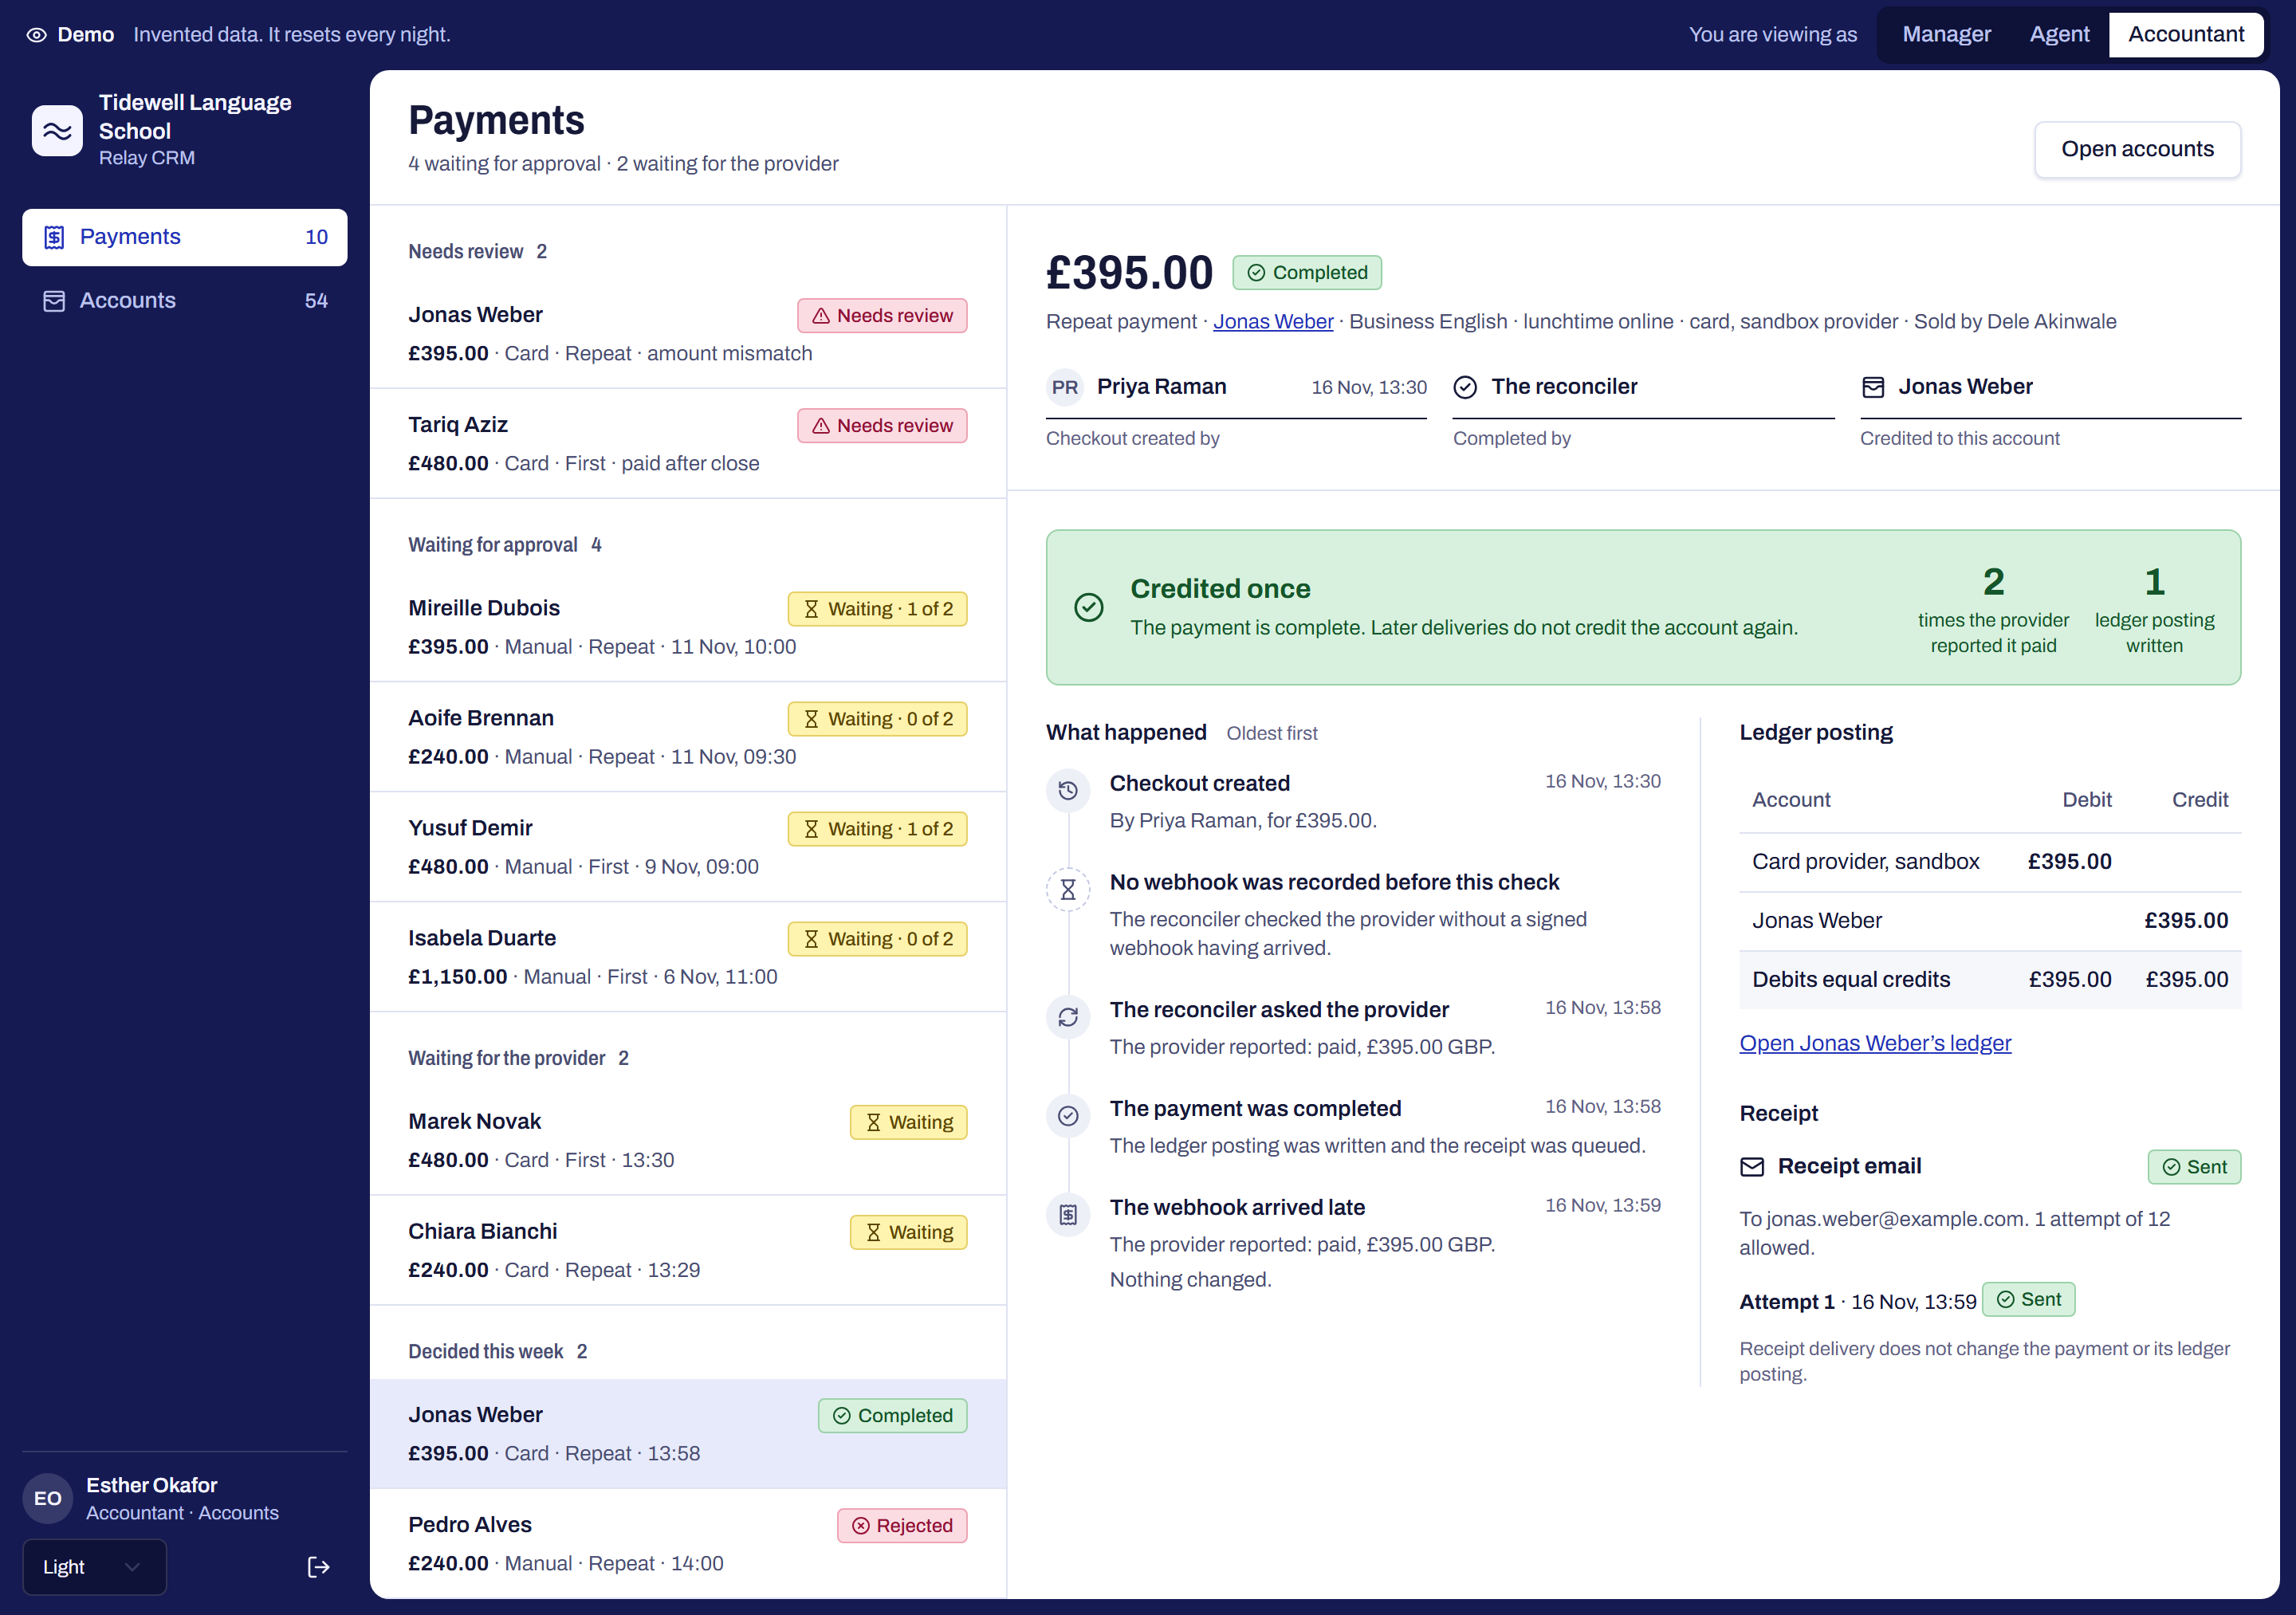 Demo Invented data. It resets every night.
You are viewing as Manager Agent Accountant
Tidewell Language
School
Relay CRM
Payments 10
Accounts 54
Esther Okafor
EO
Accountant · Accounts
Light
Payments
4 waiting for approval · 2 waiting for the provider
Open accounts
Needs review 2
Jonas Weber Needs review
£395.00 · Card · Repeat · amount mismatch
Tariq Aziz Needs review
£480.00 · Card · First · paid after close
Waiting for approval 4
Mireille Dubois Waiting · 1 of 2
£395.00 · Manual · Repeat · 11 Nov, 10:00
Aoife Brennan Waiting · 0 of 2
£240.00 · Manual · Repeat · 11 Nov, 09:30
Yusuf Demir Waiting · 1 of 2
£480.00 · Manual · First · 9 Nov, 09:00
Isabela Duarte Waiting · 0 of 2
£1,150.00 · Manual · First · 6 Nov, 11:00
Waiting for the provider 2
Marek Novak Waiting
£480.00 · Card · First · 13:30
Chiara Bianchi Waiting
£240.00 · Card · Repeat · 13:29
Decided this week 2
Jonas Weber Completed
£395.00 · Card · Repeat · 13:58
Pedro Alves Rejected
£240.00 · Manual · Repeat · 14:00
£395.00 Completed
Repeat payment · Jonas Weber · Business English · lunchtime online · card, sandbox provider · Sold by Dele Akinwale
PR Priya Raman 16 Nov, 13:30
Checkout created by
The reconciler
Completed by
Jonas Weber
Credited to this account
Credited once
The payment is complete. Later deliveries do not credit the account again.
2
times the provider
reported it paid
1
ledger posting
written
What happened Oldest first
Checkout created 16 Nov, 13:30
By Priya Raman, for £395.00.
No webhook was recorded before this check
The reconciler checked the provider without a signed
webhook having arrived.
The reconciler asked the provider 16 Nov, 13:58
The provider reported: paid, £395.00 GBP.
The payment was completed 16 Nov, 13:58
The ledger posting was written and the receipt was queued.
The webhook arrived late 16 Nov, 13:59
The provider reported: paid, £395.00 GBP.
Nothing changed.
Ledger posting
Account Debit Credit
Card provider, sandbox £395.00
Jonas Weber £395.00
Debits equal credits £395.00 £395.00
Open Jonas Weber’s ledger
Receipt
Receipt email Sent
To jonas.weber@example.com. 1 attempt of 12
allowed.
Attempt 1 · 16 Nov, 13:59 Sent
Receipt delivery does not change the payment or its ledger
posting.